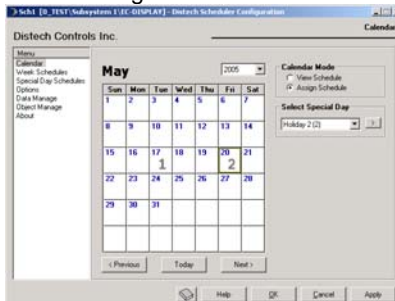 Sch1 [B_TEST\Subsystem 1\EC-DISPLAY] - Distech Scheduler Configuration
Calendar
Distech Controls Inc.
Menu
Calendar
Week Schedules
Special Day Schedules
Options
Data Manage
Object Manage
About
May
2005
Sun Mon Tue Wed Thu Fri Sat
1 2 3 4 5 6 7
8 9 10 11 12 13 14
15 16 17 18 19 20 21
1 2
22 23 24 25 26 27 28
29 30 31
< Previous Today Next >
Calendar Mode
View Schedule
Assign Schedule
Select Special Day
Holiday 2 (2)
Help OK Cancel Apply